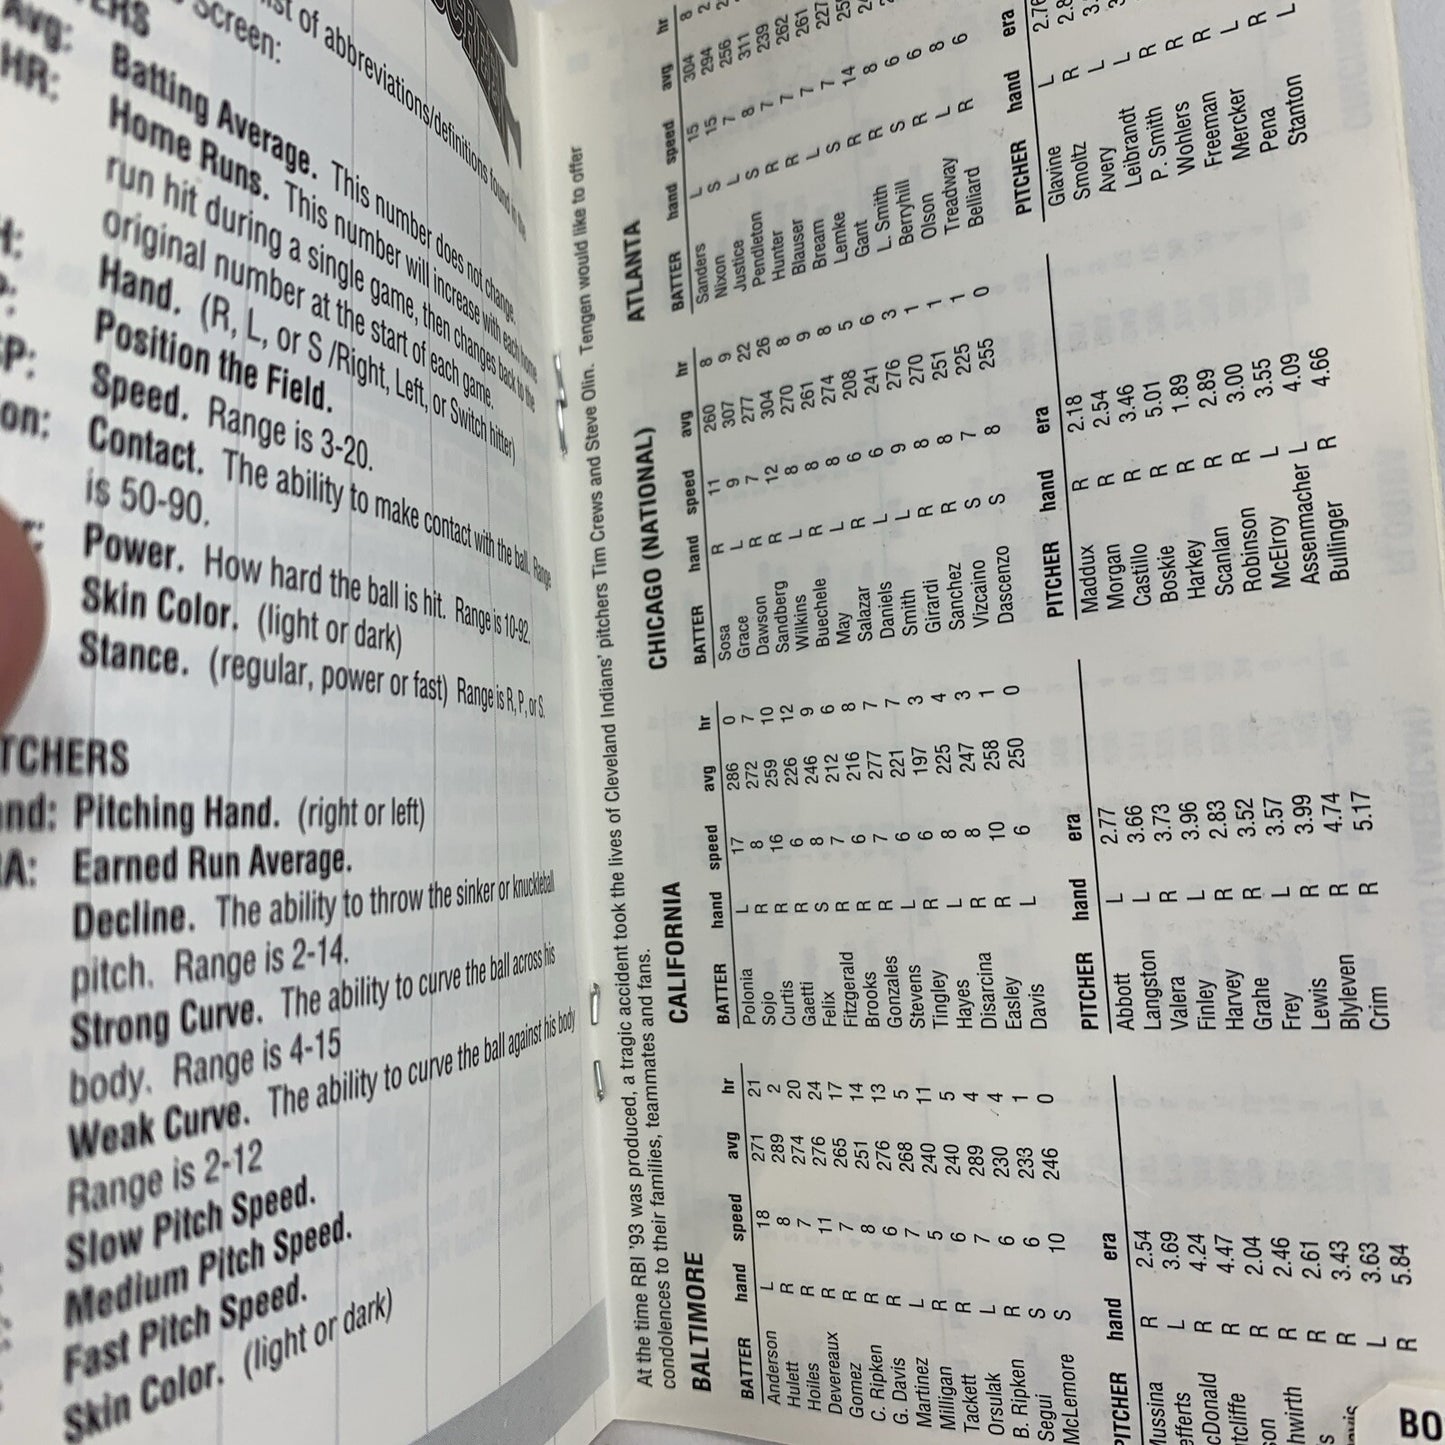 Screen:
st of abbreviations/definitions found in the
Avg: Batting Average. This number does not change.
HR: Home Runs. This number will increase with each home
run hit during a single game, then changes back to the
original number at the start of each game.
Hand. (R, L, or S /Right, Left, or Switch hitter)
Position the Field.
Speed. Range is 3-20.
Contact. The ability to make contact with the ball. Range
is 50-90.
Power. How hard the ball is hit. Range is 10-92.
Skin Color. (light or dark)
Stance. (regular, power or fast) Range is R, P, or S.
TCHERS
and: Pitching Hand. (right or left)
A: Earned Run Average.
Decline. The ability to throw the sinker or knuckleball
pitch. Range is 2-14.
Strong Curve. The ability to curve the ball across his
body. Range is 4-15
Weak Curve. The ability to curve the ball against his body
Range is 2-12
Slow Pitch Speed.
Medium Pitch Speed.
Fast Pitch Speed.
Skin Color. (light or dark)
At the time RBI '93 was produced, a tragic accident took the lives of Cleveland Indians' pitchers Tim Crews and Steve Olin. Tengen would like to offer
condolences to their families, teammates and fans.
BALTIMORE
BATTER hand speed avg hr
Anderson L 18 271 21
Hulett R 8 289 2
Hoiles R 7 274 20
Devereaux R 11 276 24
Gomez R 7 265 17
C. Ripken R 8 251 14
G. Davis R 6 276 13
Martinez L 7 268 5
Milligan R 5 240 11
Tackett R 6 240 5
Orsulak L 7 289 4
B. Ripken R 6 230 4
Segui S 6 233 1
McLemore S 10 246 0
PITCHER hand era
Mussina R 2.54
efferts L 3.69
cDonald R 4.24
tcliffe R 4.47
son R 2.04
hwirth R 2.46
R 2.61
R 3.43
L 3.63
R 5.84
CALIFORNIA
BATTER hand speed avg hr
Polonia L 17 286 0
Sojo R 8 272 7
Curtis R 16 259 10
Gaetti R 6 226 12
Felix S 8 246 9
Fitzgerald R 7 212 6
Brooks R 6 216 8
Gonzales R 7 277 7
Stevens L 6 221 7
Tingley R 6 197 3
Hayes L 8 225 4
Disarcina R 8 247 3
Easley R 10 258 1
Davis L 6 250 0
PITCHER hand era
Abbott L 2.77
Langston L 3.66
Valera R 3.73
Finley L 3.96
Harvey R 2.83
Grahe R 3.52
Frey L 3.57
Lewis R 3.99
Blyleven R 4.74
Crim R 5.17
CHICAGO (NATIONAL)
BATTER hand speed avg hr
Sosa R 11 260 8
Grace L 9 307 9
Dawson R 7 277 22
Sandberg R 12 304 26
Wilkins L 8 270 8
Buechele R 8 261 9
May L 8 274 8
Salazar R 6 208 5
Daniels L 6 241 6
Smith L 9 276 3
Girardi R 8 270 1
Sanchez R 8 251 1
Vizcaino S 7 225 1
Dascenzo S 8 255 0
PITCHER hand era
Maddux R 2.18
Morgan R 2.54
Castillo R 3.46
Boskie R 5.01
Harkey R 1.89
Scanlan R 2.89
Robinson R 3.00
McElroy L 3.55
Assenmacher L 4.09
Bullinger R 4.66
ATLANTA
BATTER hand speed avg hr
Sanders L 15 304 8
Nixon S 15 294 2
Justice L 7 256
Pendleton S 8 311
Hunter R 7 239
Blauser R 7 262
Bream L 7 261
Lemke S 7 227
Gant R 14
L. Smith R 8
Berryhill S 6
Olson R 6
Treadway L 8
Belliard R 6
PITCHER hand era
Glavine L 2.76
Smoltz R
Avery L
Leibrandt L
P. Smith R
Wohlers R
Freeman R
Mercker L
Pena R
Stanton L
BO